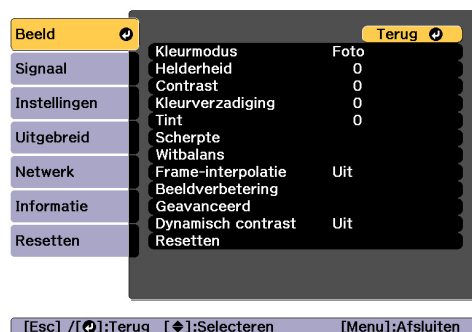 Beeld
Signaal
Instellingen
Uitgebreid
Netwerk
Informatie
Resetten
Terug
Kleurmodus Foto
Helderheid 0
Contrast 0
Kleurverzadiging 0
Tint 0
Scherpte
Witbalans
Frame-interpolatie Uit
Beeldverbetering
Geavanceerd
Dynamisch contrast Uit
Resetten
[Esc] /[⏎]:Terug [◆]:Selecteren [Menu]:Afsluiten